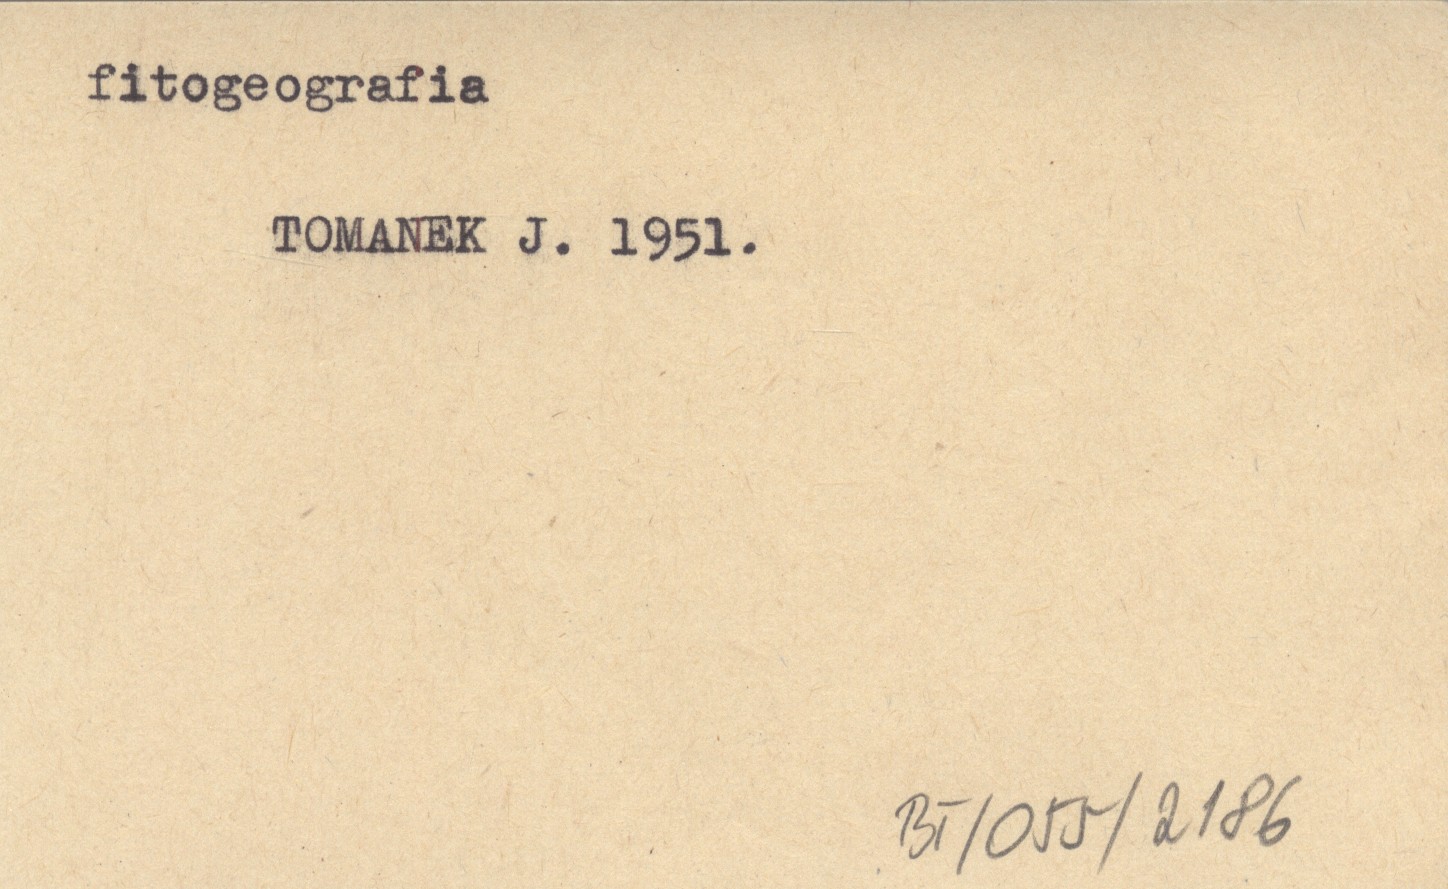 fitogeografia
TOMANEK J. 1951.
BT/055/2186